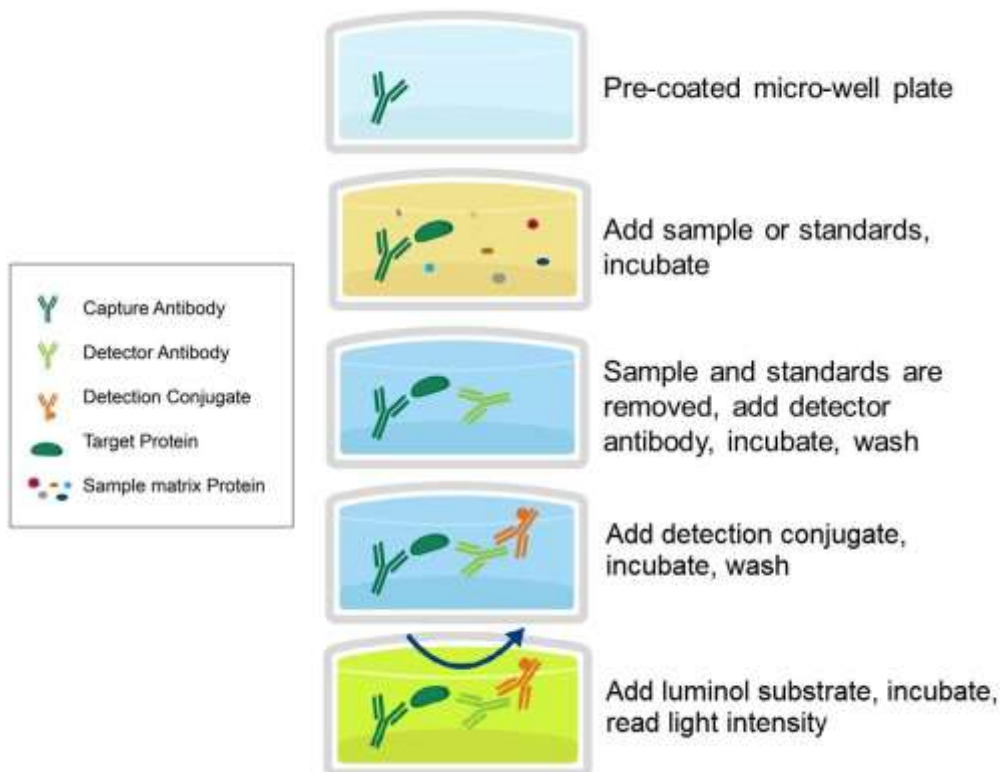 Pre-coated micro-well plate
Add sample or standards,
incubate
Capture Antibody
Detector Antibody
Detection Conjugate
Target Protein
Sample matrix Protein
Sample and standards are
removed, add detector
antibody, incubate, wash
Add detection conjugate,
incubate, wash
Add luminol substrate, incubate,
read light intensity